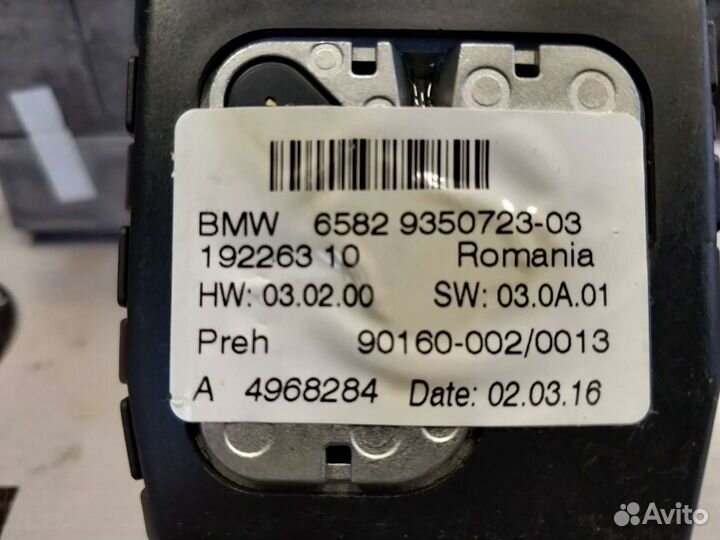 BMW 6582 9350723-03
192263 10 Romania
HW: 03.02.00 SW: 03.0A.01
Preh 90160-002/0013
A 4968284 Date: 02.03.16
Avito